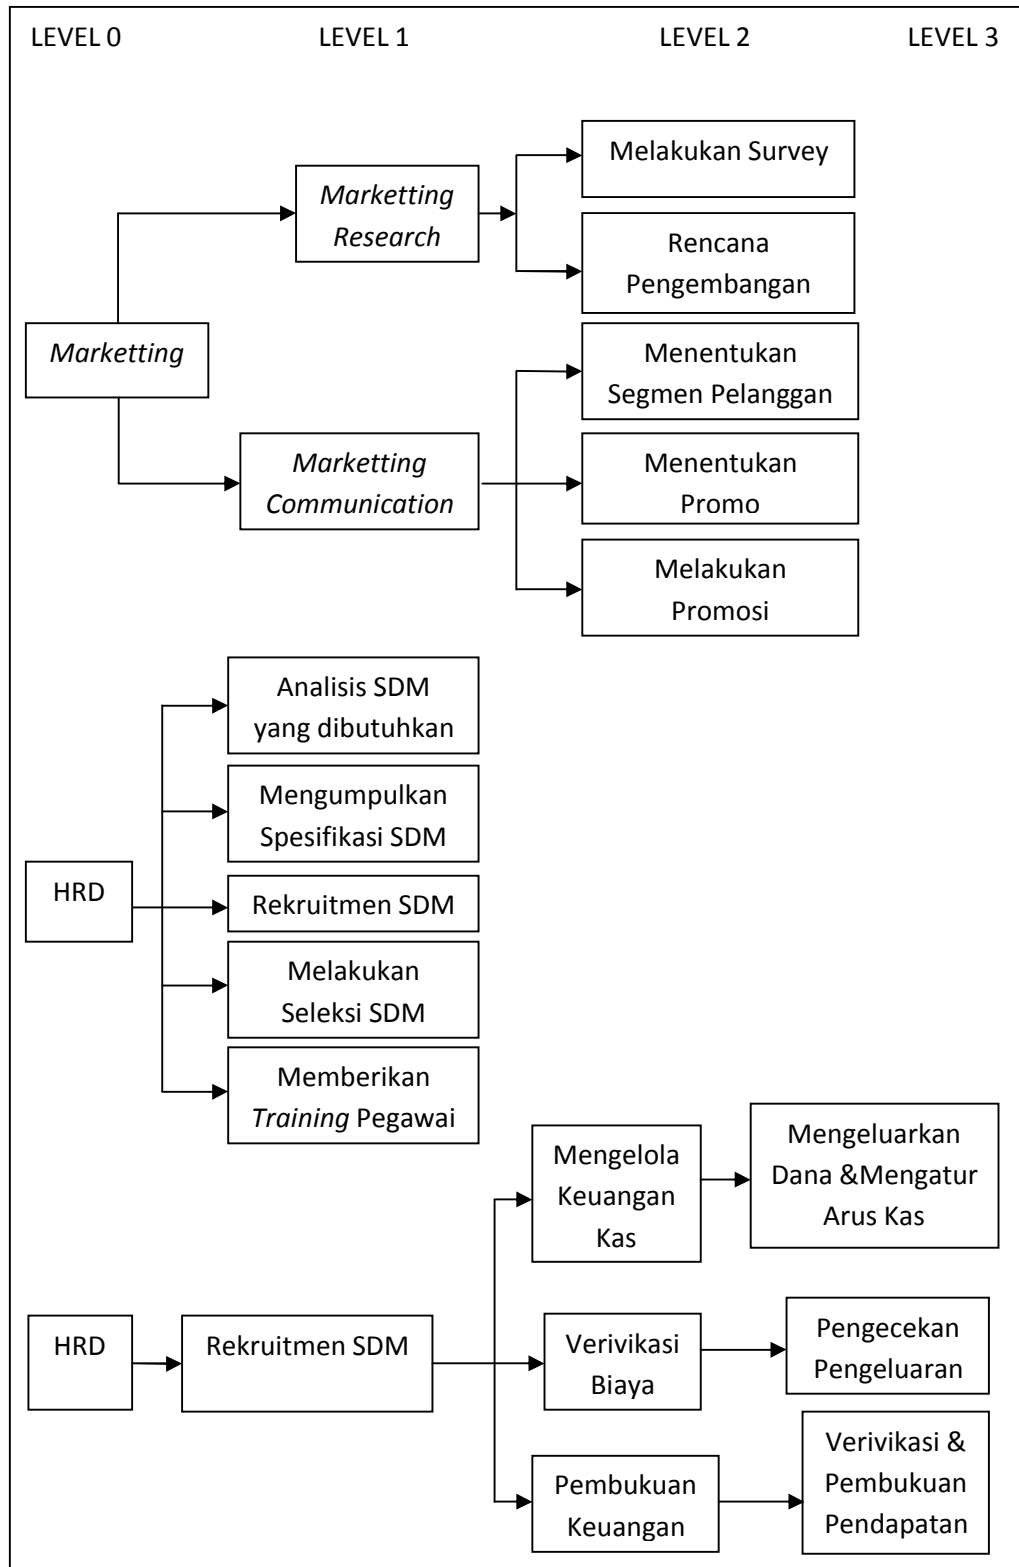 LEVEL 0 LEVEL 1 LEVEL 2 LEVEL 3
Marketting
Marketting
Research
Melakukan Survey
Rencana
Pengembangan
Marketting
Communication
Menentukan
Segmen Pelanggan
Menentukan
Promo
Melakukan
Promosi
HRD
Analisis SDM
yang dibutuhkan
Mengumpulkan
Spesifikasi SDM
Rekruitmen SDM
Melakukan
Seleksi SDM
Memberikan
Training Pegawai
HRD
Rekruitmen SDM
Mengelola
Keuangan
Kas
Mengeluarkan
Dana &Mengatur
Arus Kas
Verivikasi
Biaya
Pengecekan
Pengeluaran
Pembukuan
Keuangan
Verivikasi &
Pembukuan
Pendapatan